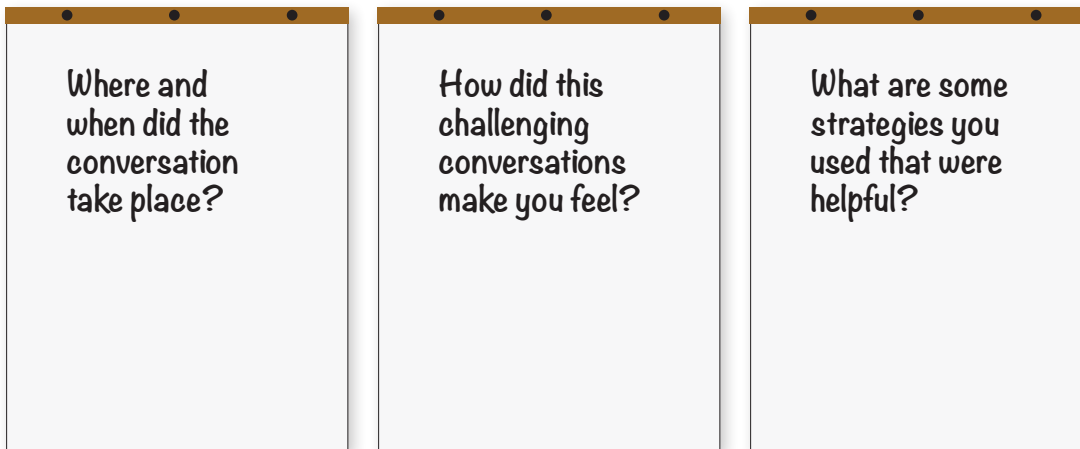 Where and
when did the
conversation
take place?
How did this
challenging
conversations
make you feel?
What are some
strategies you
used that were
helpful?